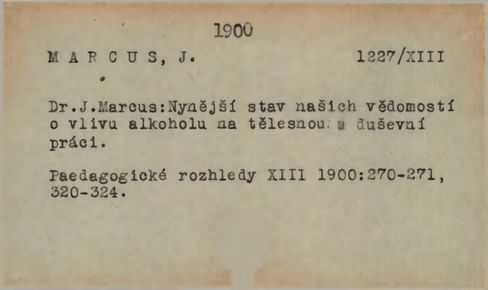 1900
MARCUS, J. 1227/XIII
Dr.J.Marcus:Nynější stav našich vědomostí
o vlivu alkoholu na tělesnou a duševní
práci.
Paedagogické rozhledy XIII 1900:270-271,
320-324.